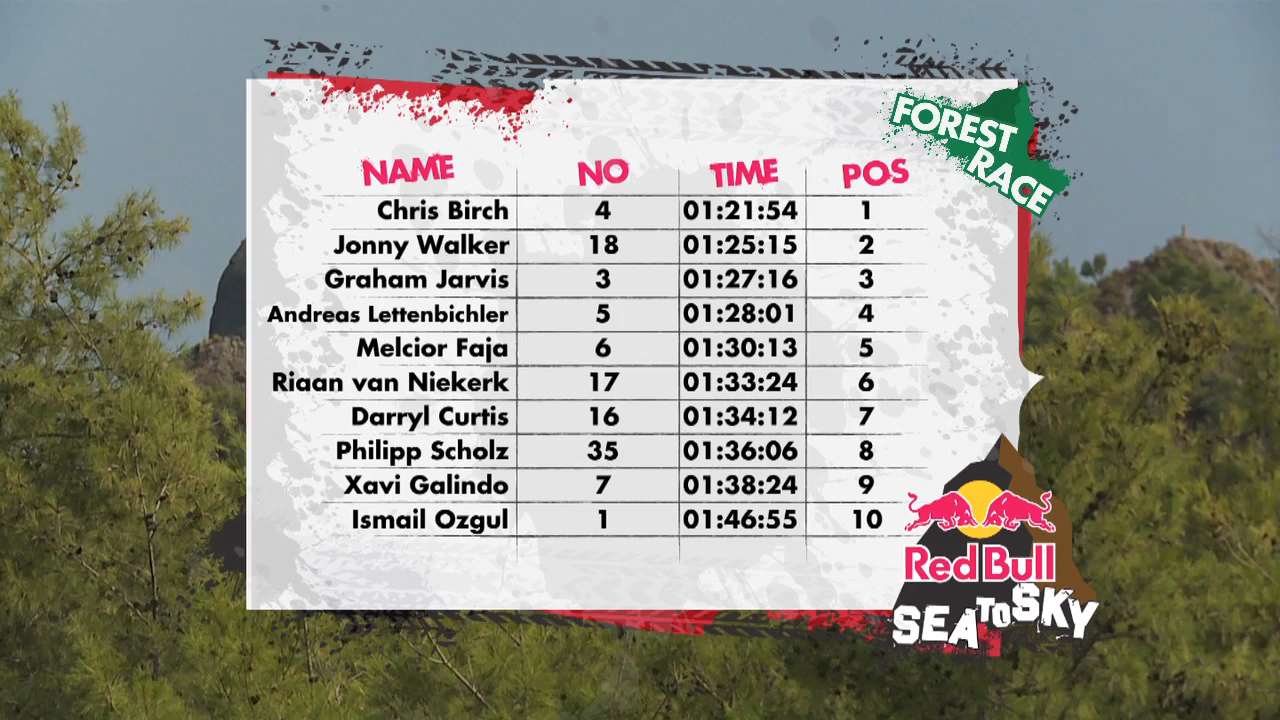 FOREST
RACE
NAME NO TIME POS
Chris Birch 4 01:21:54 1
Jonny Walker 18 01:25:15 2
Graham Jarvis 3 01:27:16 3
Andreas Lettenbichler 5 01:28:01 4
Melcior Faja 6 01:30:13 5
Riaan van Niekerk 17 01:33:24 6
Darryl Curtis 16 01:34:12 7
Philipp Scholz 35 01:36:06 8
Xavi Galindo 7 01:38:24 9
Ismail Ozgul 1 01:46:55 10
Red Bull
SEA TO SKY